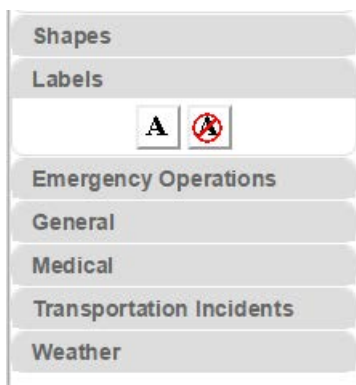 Shapes
Labels
A A
Emergency Operations
General
Medical
Transportation Incidents
Weather